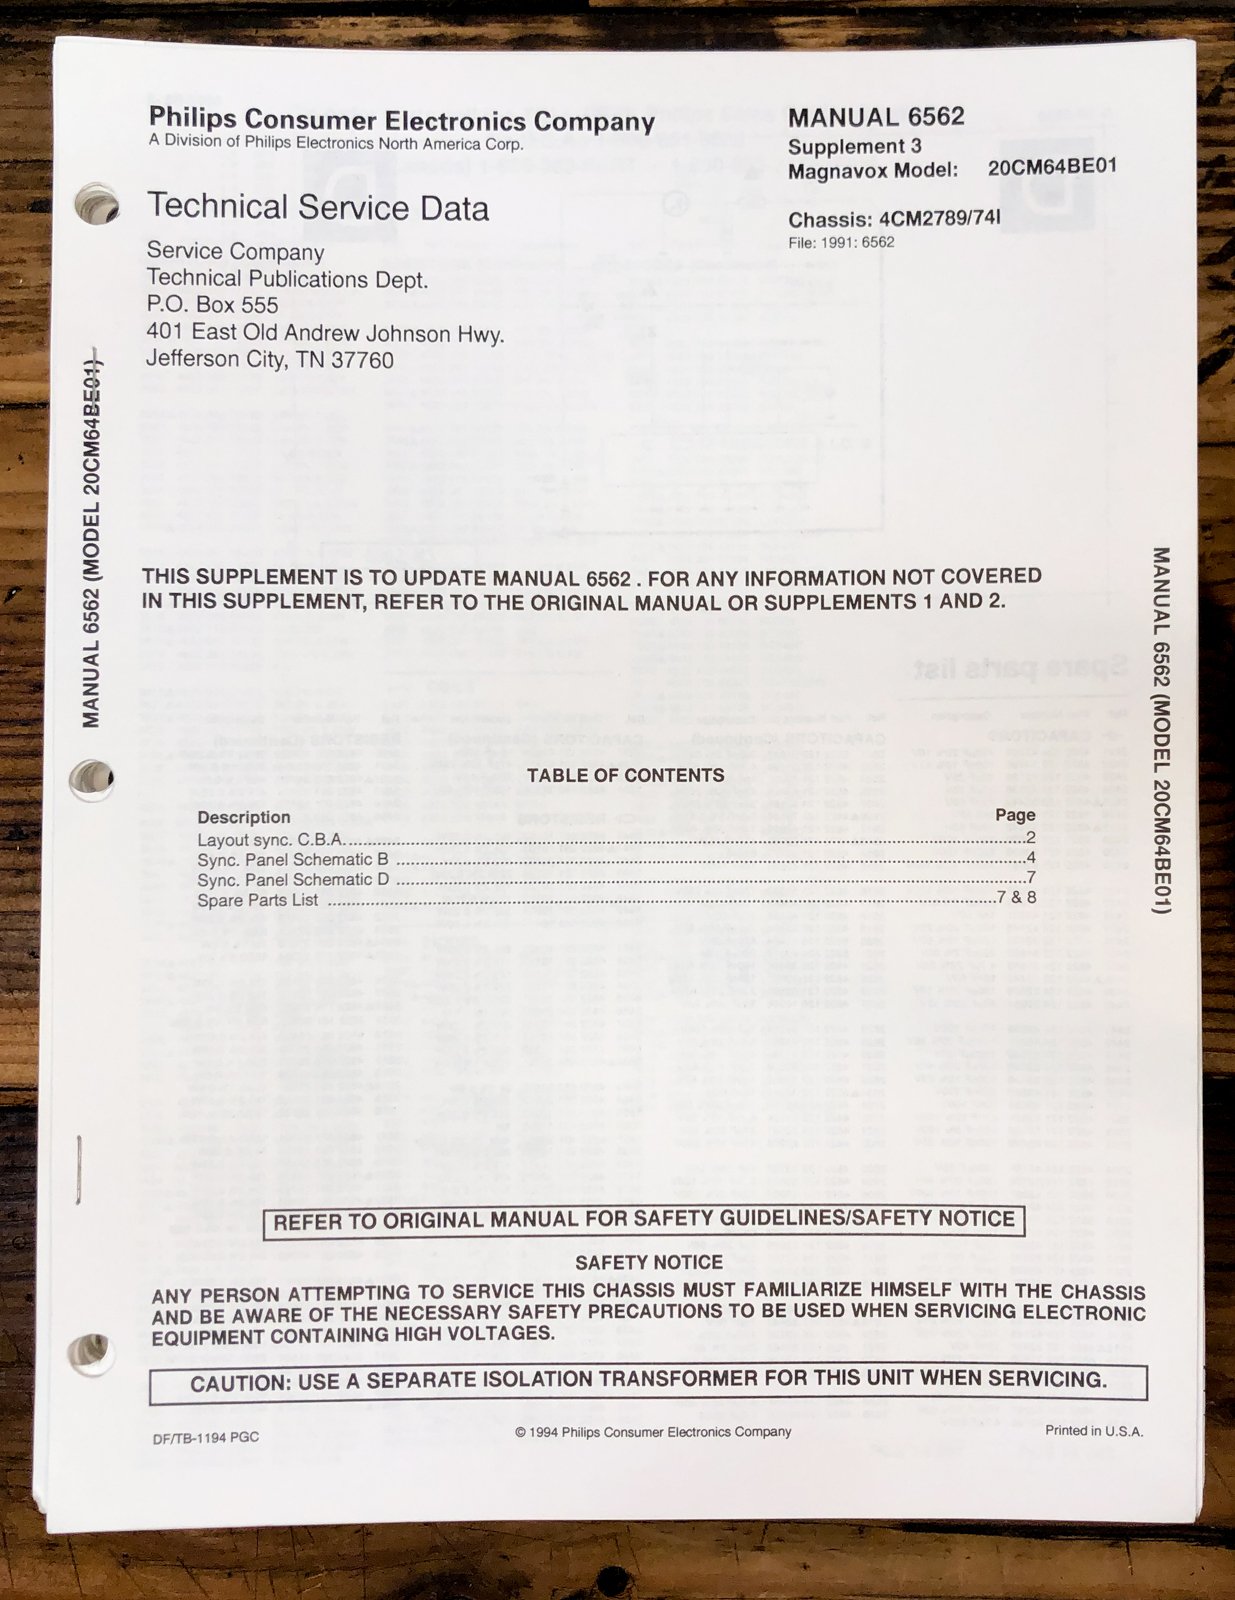 Philips Consumer Electronics Company
A Division of Philips Electronics North America Corp.
MANUAL 6562
Supplement 3
Magnavox Model: 20CM64BE01
Chassis: 4CM2789/74I
File: 1991: 6562
Technical Service Data
Service Company
Technical Publications Dept.
P.O. Box 555
401 East Old Andrew Johnson Hwy.
Jefferson City, TN 37760
MANUAL 6562 (MODEL 20CM64BE01)
THIS SUPPLEMENT IS TO UPDATE MANUAL 6562 . FOR ANY INFORMATION NOT COVERED
IN THIS SUPPLEMENT, REFER TO THE ORIGINAL MANUAL OR SUPPLEMENTS 1 AND 2.
MANUAL 6562 (MODEL 20CM64BE01)
Spare parts list
TABLE OF CONTENTS
Description Page
Layout sync. C.B.A. 2
Sync. Panel Schematic B 4
Sync. Panel Schematic D 7
Spare Parts List 7 & 8
REFER TO ORIGINAL MANUAL FOR SAFETY GUIDELINES/SAFETY NOTICE
SAFETY NOTICE
ANY PERSON ATTEMPTING TO SERVICE THIS CHASSIS MUST FAMILIARIZE HIMSELF WITH THE CHASSIS
AND BE AWARE OF THE NECESSARY SAFETY PRECAUTIONS TO BE USED WHEN SERVICING ELECTRONIC
EQUIPMENT CONTAINING HIGH VOLTAGES.
CAUTION: USE A SEPARATE ISOLATION TRANSFORMER FOR THIS UNIT WHEN SERVICING.
DF/TB-1194 PGC
© 1994 Philips Consumer Electronics Company
Printed in U.S.A.